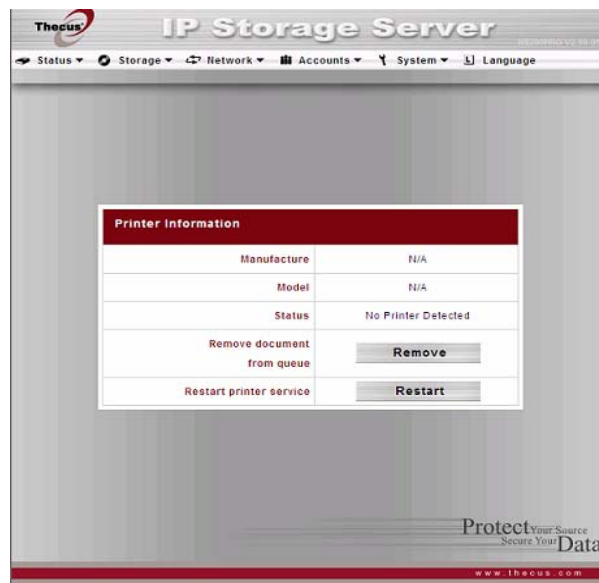 Thecus
IP Storage Server
Status
Storage
Network
Accounts
System
Language
Printer Information
Manufacture N/A
Model N/A
Status No Printer Detected
Remove document
from queue
Remove
Restart printer service Restart
Protect Your Source
Secure Your Data
www.thecus.com